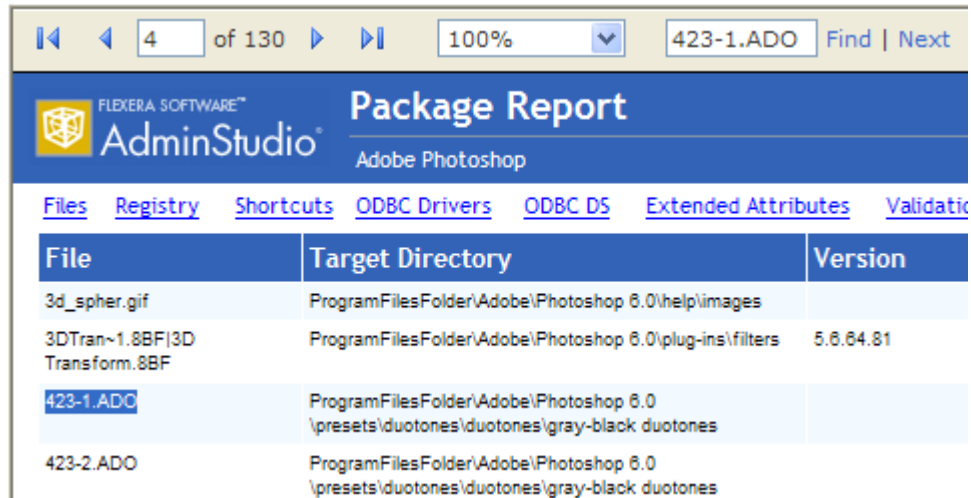 4 of 130 100% 423-1.ADO Find | Next
FLEXERA SOFTWARE™
AdminStudio®
Package Report
Adobe Photoshop
Files Registry Shortcuts ODBC Drivers ODBC DS Extended Attributes Validatio
File Target Directory Version
3d_spher.gif ProgramFilesFolder\Adobe\Photoshop 6.0\help\images
3DTran~1.8BF|3D ProgramFilesFolder\Adobe\Photoshop 6.0\plug-ins\filters 5.6.64.81
Transform.8BF
423-1.ADO ProgramFilesFolder\Adobe\Photoshop 6.0
\presets\duotones\duotones\gray-black duotones
423-2.ADO ProgramFilesFolder\Adobe\Photoshop 6.0
\presets\duotones\duotones\gray-black duotones